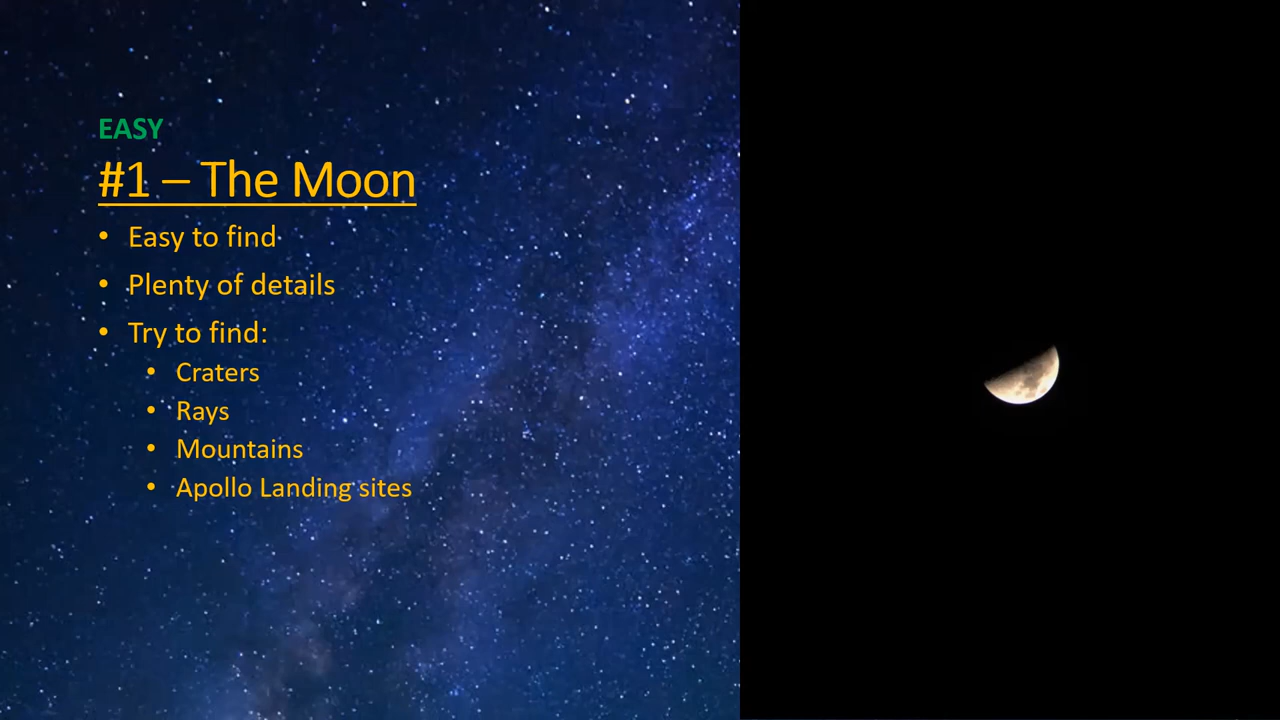 EASY
#1 – The Moon
• Easy to find
• Plenty of details
• Try to find:
• Craters
• Rays
• Mountains
• Apollo Landing sites